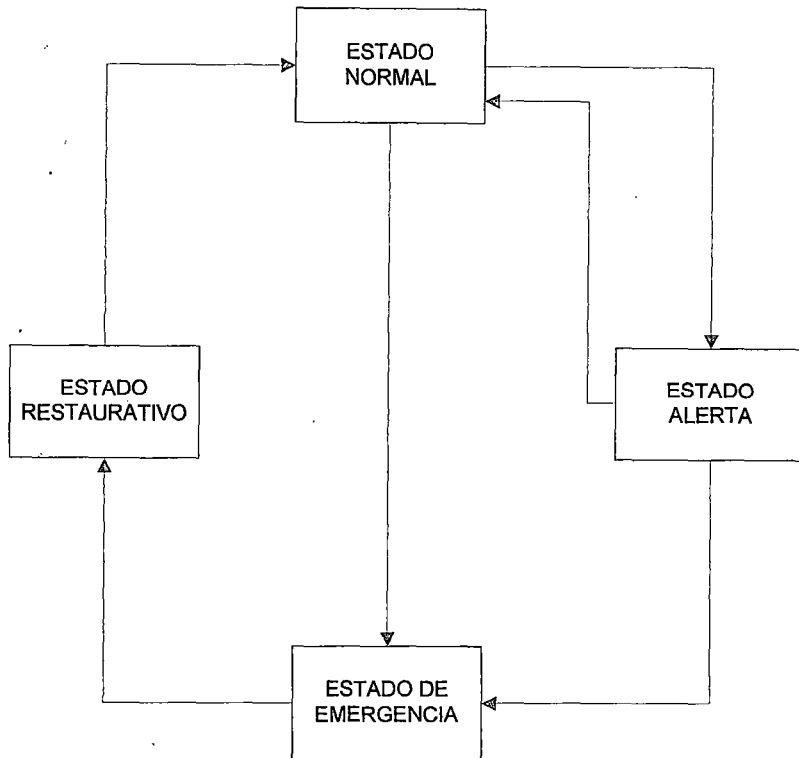 ESTADO
NORMAL
ESTADO
RESTAURATIVO
ESTADO
ALERTA
ESTADO DE
EMERGENCIA